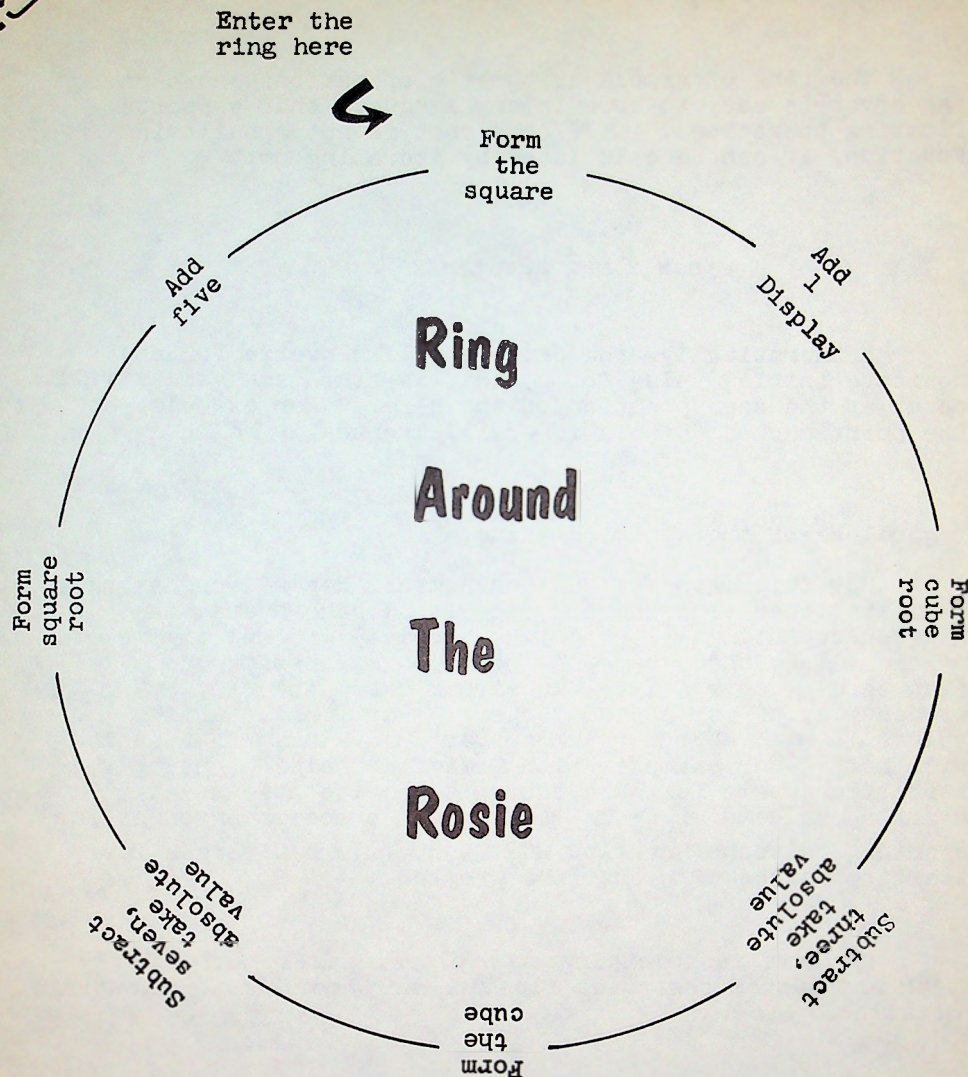 Enter the
ring here
Form
the
square
Add
1
Display
Form
cube
root
Subtract
three,
take
absolute
value
Form
the
cube
Subtract
seven,
take
absolute
value
Form
square
root
Add
five
Ring
Around
The
Rosie